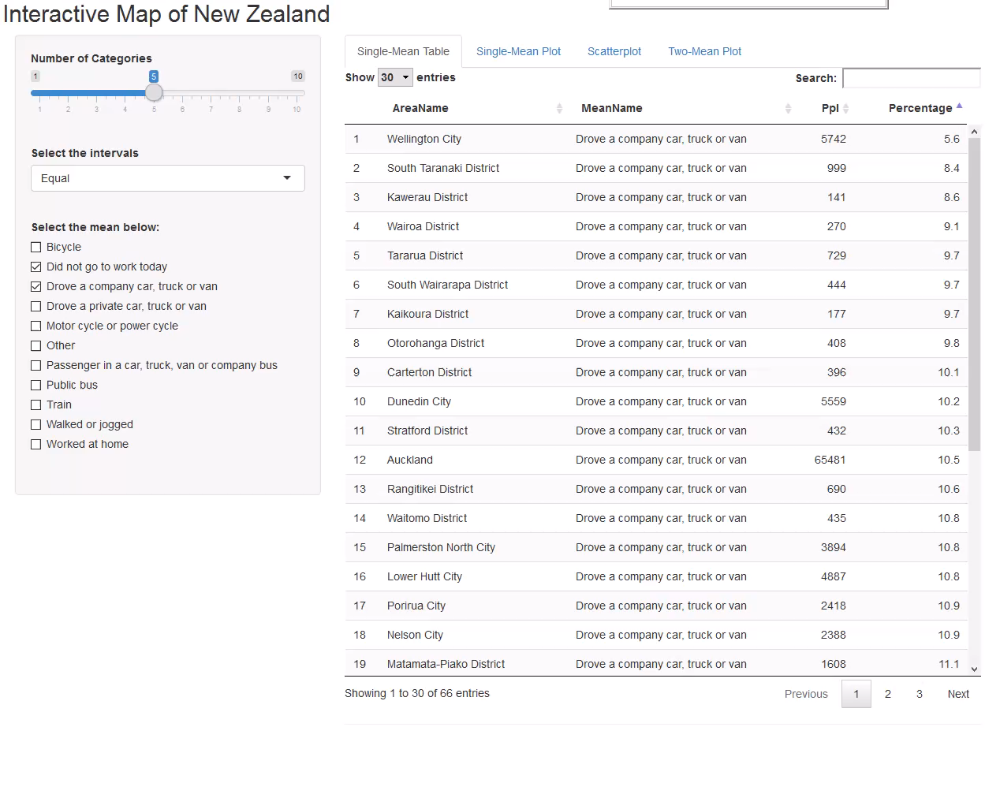 Interactive Map of New Zealand
Number of Categories
1 5 10
1 2 3 4 5 6 7 8 9 10
Select the intervals
Equal
Select the mean below:
Bicycle
Did not go to work today
Drove a company car, truck or van
Drove a private car, truck or van
Motor cycle or power cycle
Other
Passenger in a car, truck, van or company bus
Public bus
Train
Walked or jogged
Worked at home
Single-Mean Table Single-Mean Plot Scatterplot Two-Mean Plot
Show 30 entries Search:
AreaName MeanName Ppl Percentage
1 Wellington City Drove a company car, truck or van 5742 5.6
2 South Taranaki District Drove a company car, truck or van 999 8.4
3 Kawerau District Drove a company car, truck or van 141 8.6
4 Wairoa District Drove a company car, truck or van 270 9.1
5 Tararua District Drove a company car, truck or van 729 9.7
6 South Wairarapa District Drove a company car, truck or van 444 9.7
7 Kaikoura District Drove a company car, truck or van 177 9.7
8 Otorohanga District Drove a company car, truck or van 408 9.8
9 Carterton District Drove a company car, truck or van 396 10.1
10 Dunedin City Drove a company car, truck or van 5559 10.2
11 Stratford District Drove a company car, truck or van 432 10.3
12 Auckland Drove a company car, truck or van 65481 10.5
13 Rangitikei District Drove a company car, truck or van 690 10.6
14 Waitomo District Drove a company car, truck or van 435 10.8
15 Palmerston North City Drove a company car, truck or van 3894 10.8
16 Lower Hutt City Drove a company car, truck or van 4887 10.8
17 Porirua City Drove a company car, truck or van 2418 10.9
18 Nelson City Drove a company car, truck or van 2388 10.9
19 Matamata-Piako District Drove a company car, truck or van 1608 11.1
Showing 1 to 30 of 66 entries Previous 1 2 3 Next